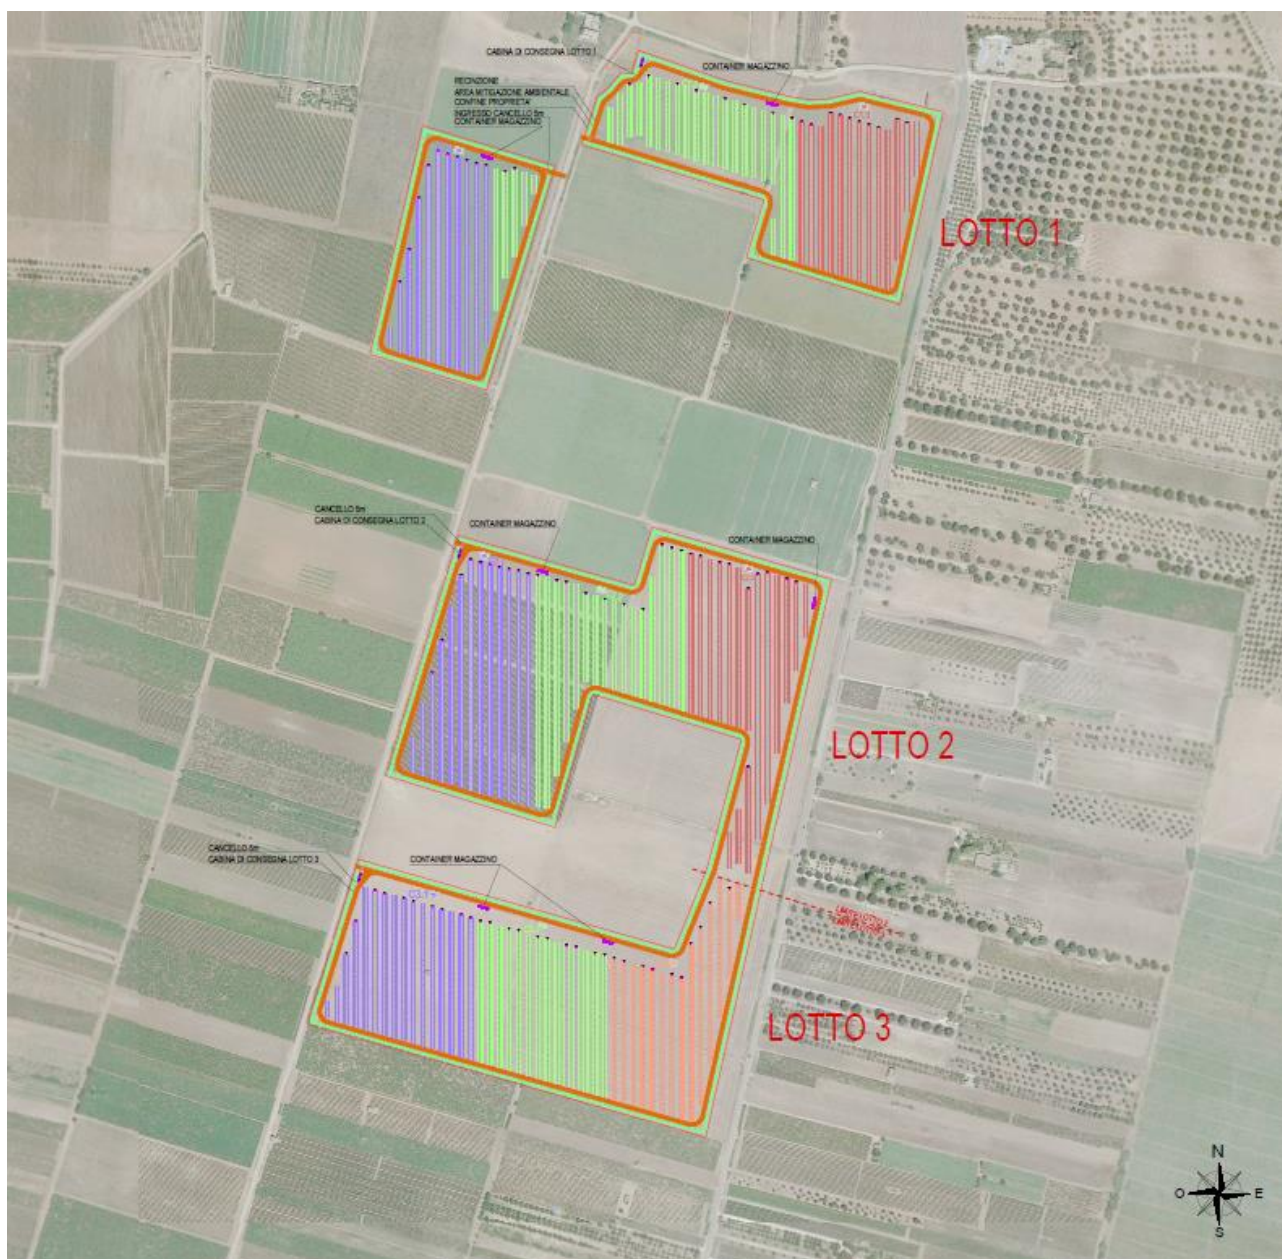 CABINA DI CONSEGNA LOTTO 1
CONTAINER MAGAZZINO
RECINZIONE
AREA MITIGAZIONE AMBIENTALE
CONFINE PROPRIETA'
INGRESSO CANCELLO 5m
CONTAINER MAGAZZINO
LOTTO 1
CANCELLO 5m
CABINA DI CONSEGNA LOTTO 2
CONTAINER MAGAZZINO
CONTAINER MAGAZZINO
LOTTO 2
CANCELLO 5m
CABINA DI CONSEGNA LOTTO 3
CONTAINER MAGAZZINO
LOTTO 3
N
O
E
S